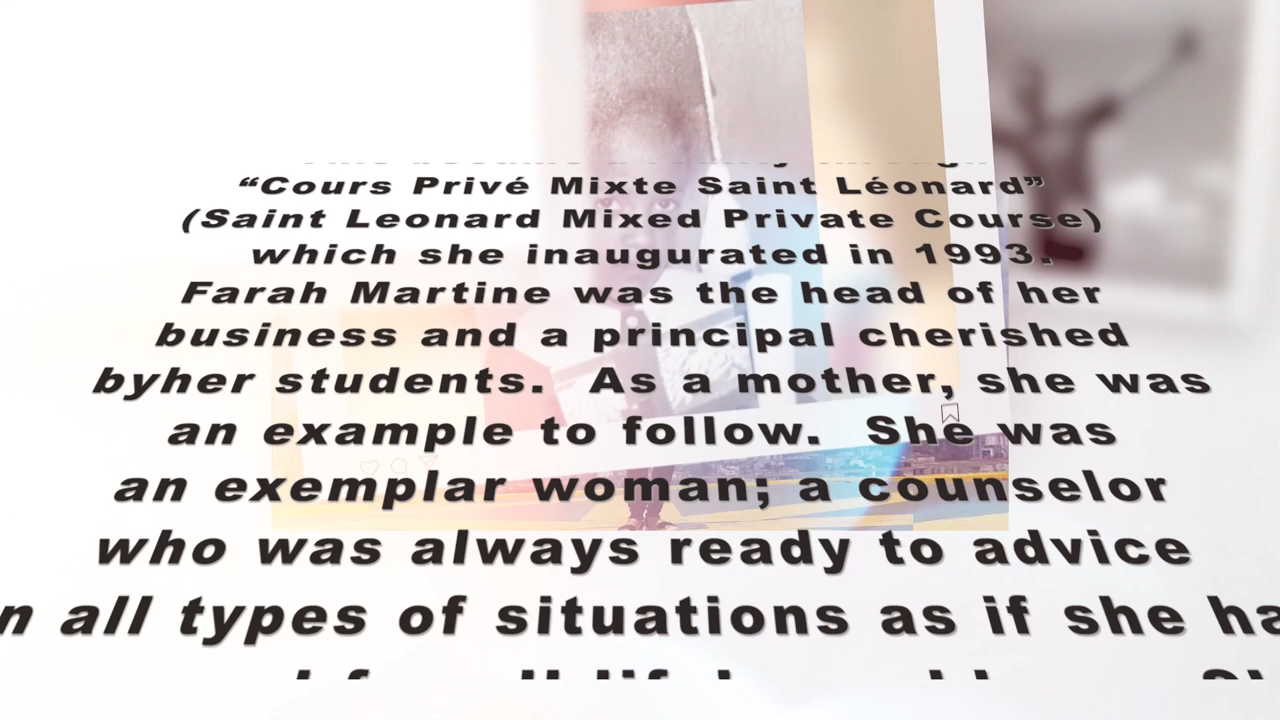 “Cours Privé Mixte Saint Léonard”
(Saint Leonard Mixed Private Course)
which she inaugurated in 1993.
Farah Martine was the head of her
business and a principal cherished
byher students.  As a mother, she was
an example to follow.  She was
an exemplar woman; a counselor
who was always ready to advice
all types of situations as if she